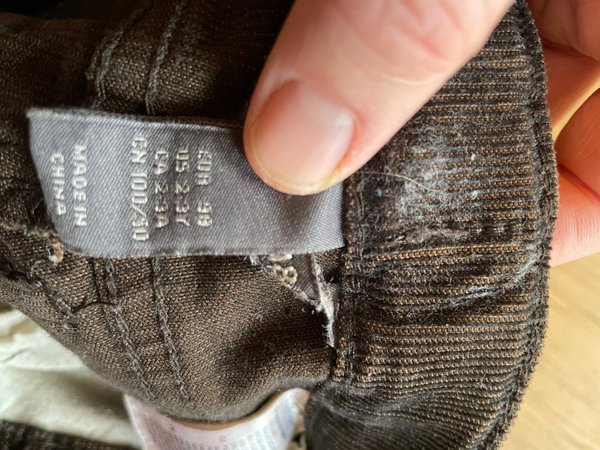 EUR 98
US 2-3Y
CA 2-3A
CN 100/50
MADE IN
CHINA